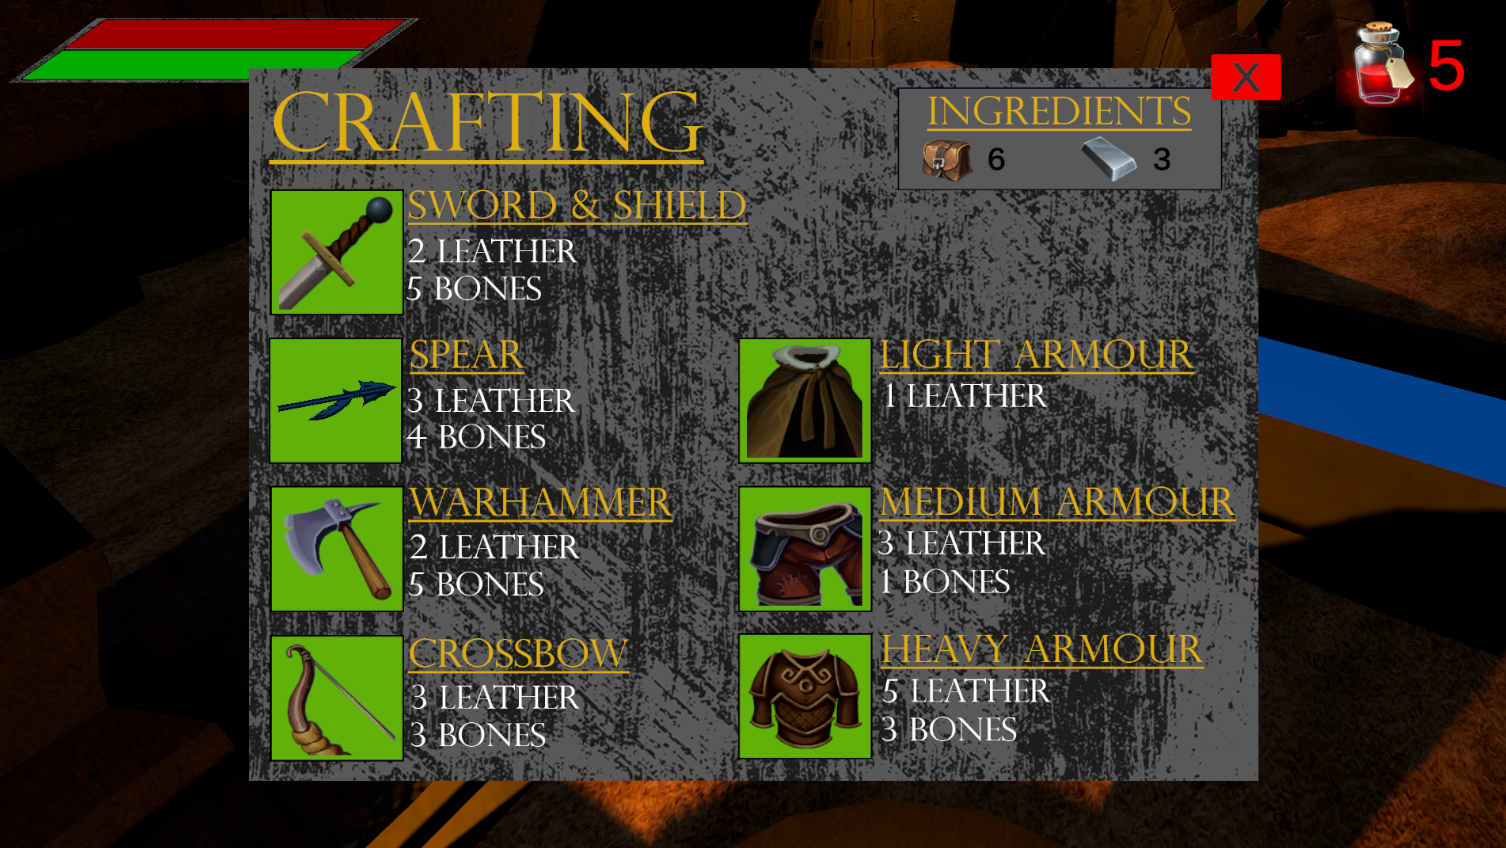 5
X
CRAFTING
INGREDIENTS
6 3
SWORD & SHIELD
2 LEATHER
5 BONES
SPEAR
3 LEATHER
4 BONES
WARHAMMER
2 LEATHER
5 BONES
CROSSBOW
3 LEATHER
3 BONES
LIGHT ARMOUR
1 LEATHER
MEDIUM ARMOUR
3 LEATHER
1 BONES
HEAVY ARMOUR
5 LEATHER
3 BONES